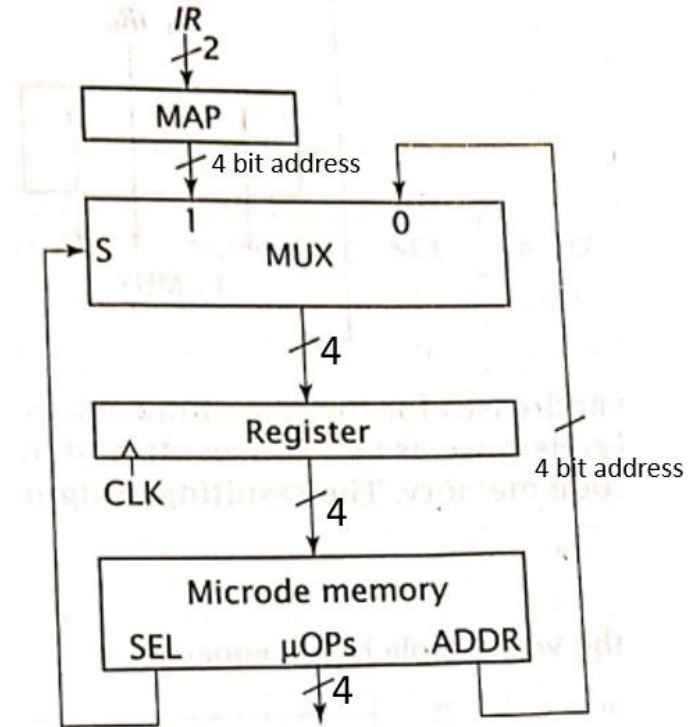 IR
2
MAP
4 bit address
1
0
S
MUX
4
Register
CLK
4
4 bit address
Microde memory
SEL
μOPs
ADDR
4